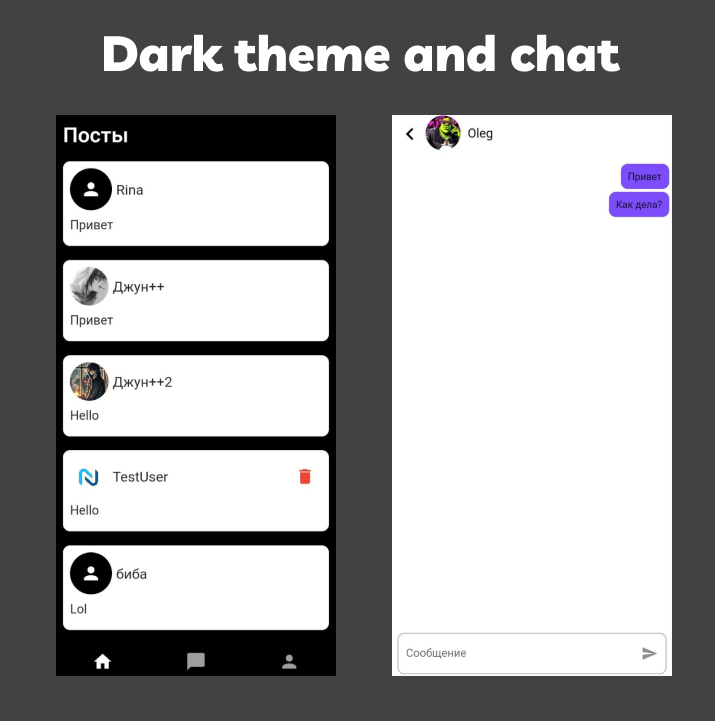 Dark theme and chat
Посты
Rina
Привет
Джун++
Привет
Джун++2
Hello
TestUser
Hello
биба
Lol
Oleg
Привет
Как дела?
Сообщение